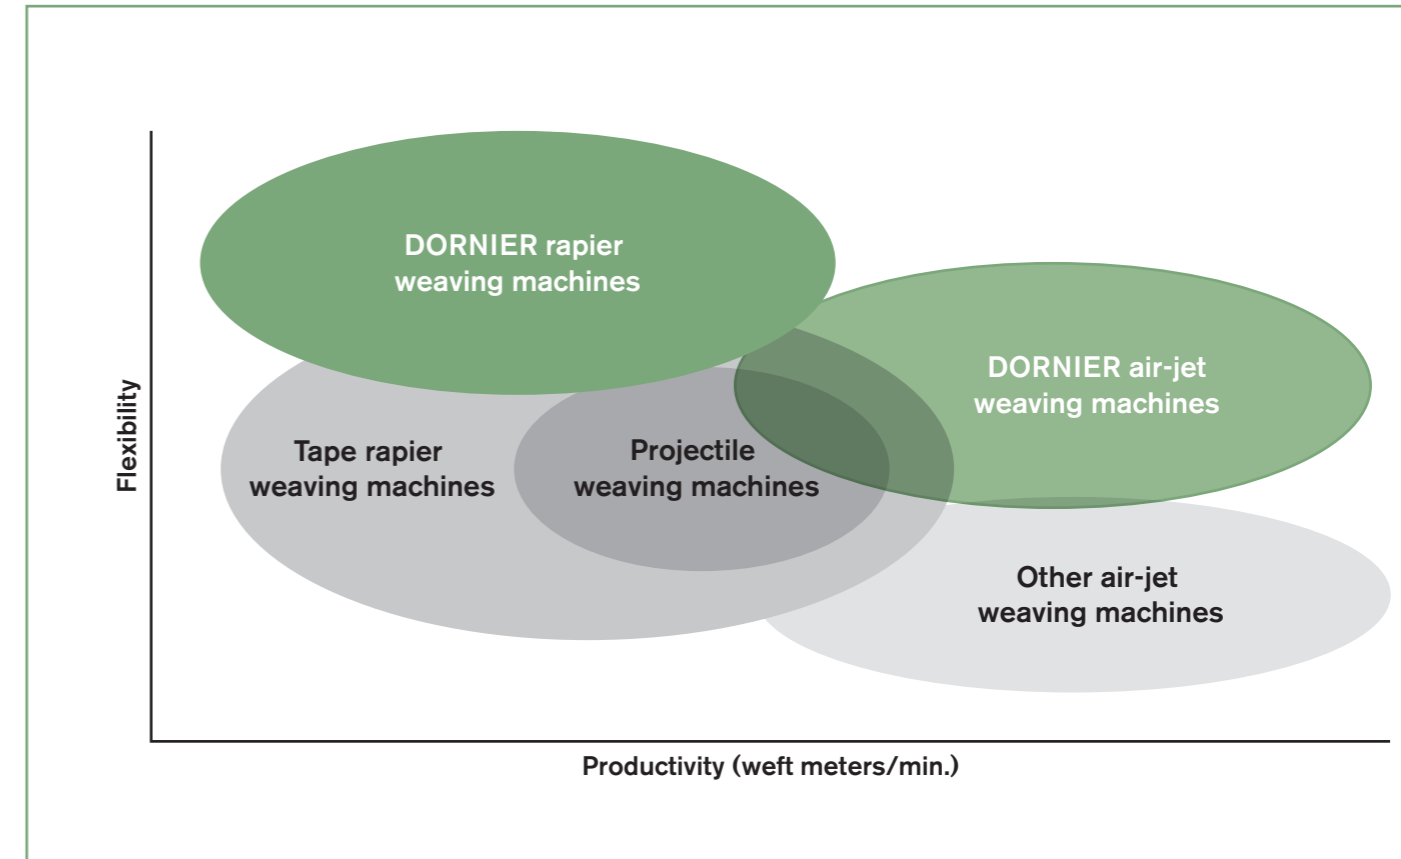 DORNIER rapier
weaving machines
DORNIER air-jet
weaving machines
Flexibility
Tape rapier
weaving machines
Projectile
weaving machines
Other air-jet
weaving machines
Productivity (weft meters/min.)